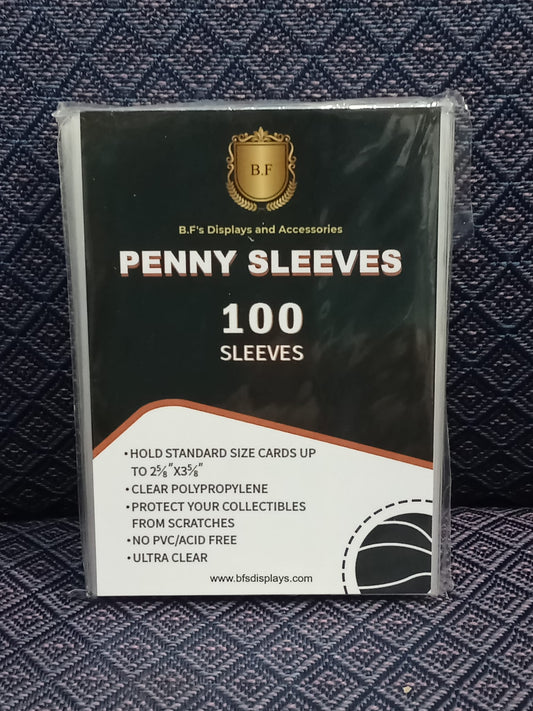 B.F
B.F's Displays and Accessories
PENNY SLEEVES
100
SLEEVES
•HOLD STANDARD SIZE CARDS UP
TO 2⅝"X3⅝"
•CLEAR POLYPROPYLENE
•PROTECT YOUR COLLECTIBLES
FROM SCRATCHES
•NO PVC/ACID FREE
•ULTRA CLEAR
www.bfsdisplays.com